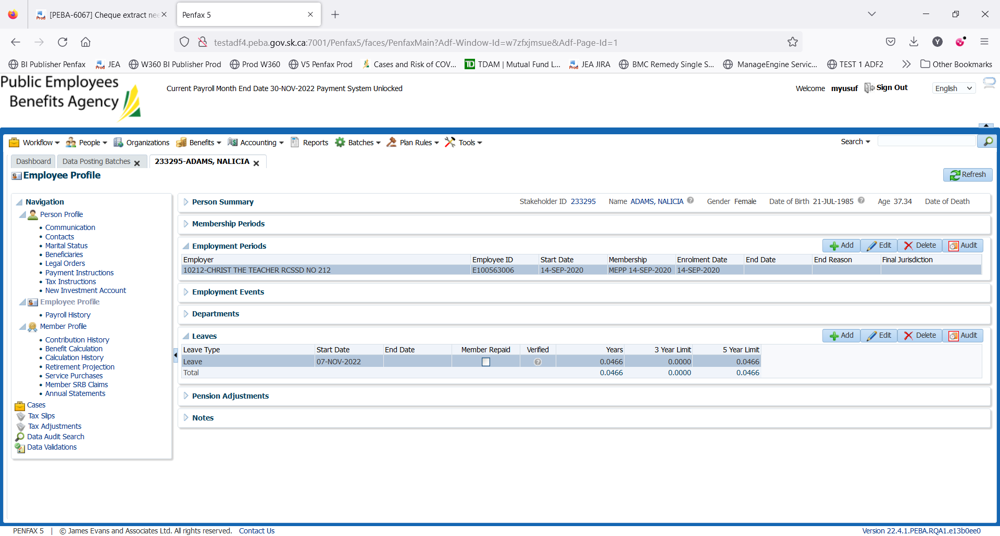 [PEBA-6067] Cheque extract nee
Penfax 5
testadf4.peba.gov.sk.ca:7001/Penfax5/faces/PenfaxMain?Adf-Window-Id=w7zfxjmsue&Adf-Page-Id=1
Y
BI Publisher Penfax JEA W360 BI Publisher Prod Prod W360 V5 Penfax Prod Cases and Risk of COV... TDAM | Mutual Fund L... JEA JIRA BMC Remedy Single S... ManageEngine Servic... TEST 1 ADF2 Other Bookmarks
Public Employees
Benefits Agency
Current Payroll Month End Date 30-NOV-2022 Payment System Unlocked
Welcome myusuf Sign Out English
Workflow People Organizations Benefits Accounting Reports Batches Plan Rules Tools Search
Dashboard Data Posting Batches 233295-ADAMS, NALICIA
Employee Profile
Refresh
Navigation
Person Profile
Communication
Contacts
Marital Status
Beneficiaries
Legal Orders
Payment Instructions
Tax Instructions
New Investment Account
Employee Profile
Payroll History
Member Profile
Contribution History
Benefit Calculation
Calculation History
Retirement Projection
Service Purchases
Member SRB Claims
Annual Statements
Cases
Tax Slips
Tax Adjustments
Data Audit Search
Data Validations
Person Summary Stakeholder ID 233295 Name ADAMS, NALICIA Gender Female Date of Birth 21-JUL-1985 Age 37.34 Date of Death
Membership Periods
Employment Periods Add Edit Delete Audit
Employer Employee ID Start Date Membership Enrolment Date End Date End Reason Final Jurisdiction
10212-CHRIST THE TEACHER RCSSD NO 212 E100563006 14-SEP-2020 MEPP 14-SEP-2020 14-SEP-2020
Employment Events
Departments
Leaves Add Edit Delete Audit
Leave Type Start Date End Date Member Repaid Verified Years 3 Year Limit 5 Year Limit
Leave 07-NOV-2022 0.0466 0.0000 0.0466
Total 0.0466 0.0000 0.0466
Pension Adjustments
Notes
PENFAX 5 | © James Evans and Associates Ltd. All rights reserved. Contact Us
Version 22.4.1.PEBA.RQA1.e13b0ee0